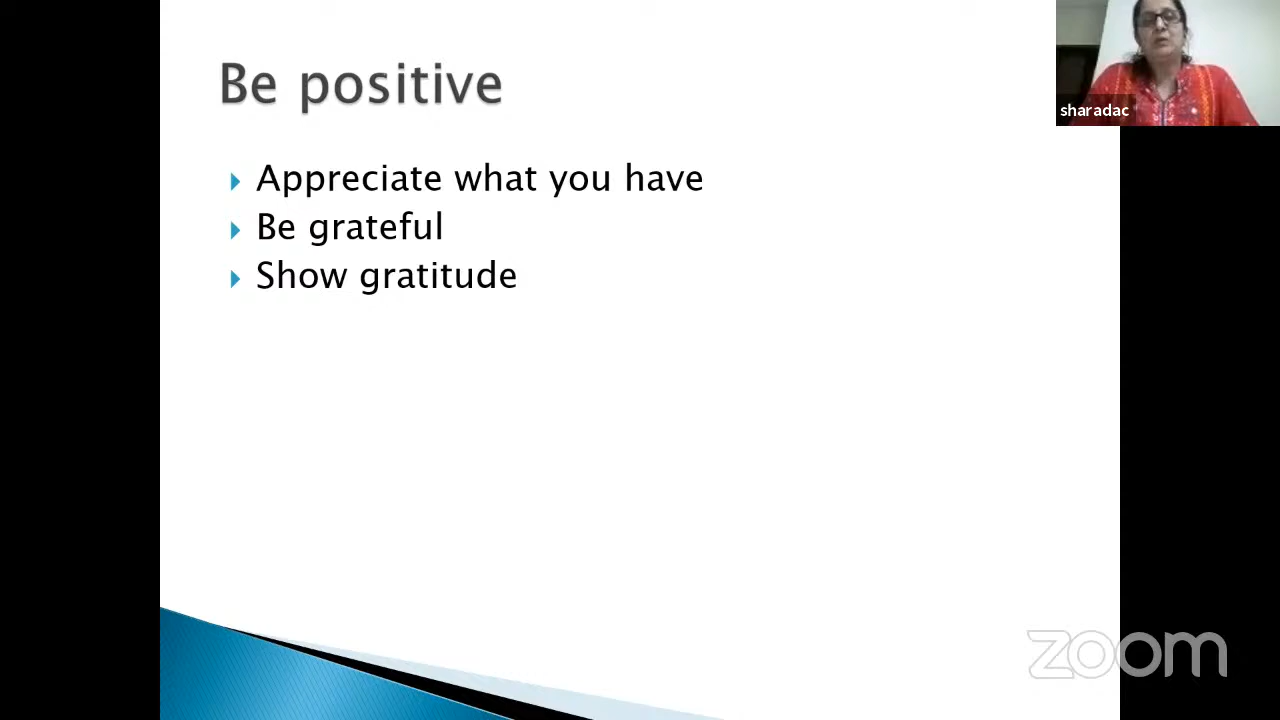 Be positive
sharadac
Appreciate what you have
Be grateful
Show gratitude
zoom